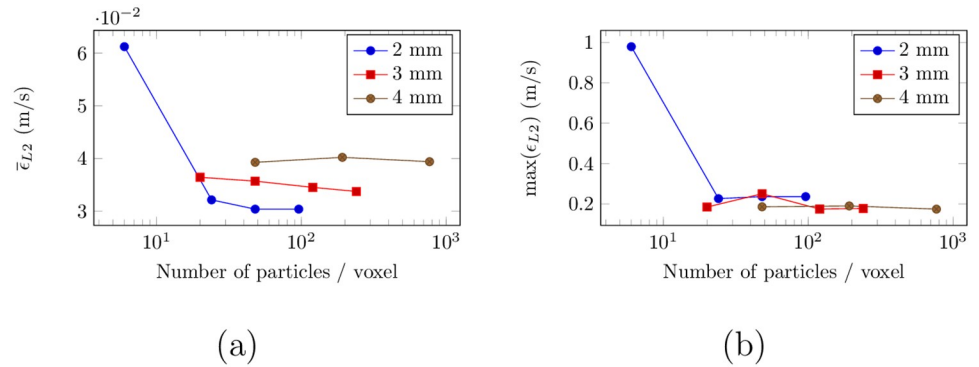 ·10⁻²
6
5
4
3
10¹
10²
10³
ε̄_L2 (m/s)
Number of particles / voxel
2 mm
3 mm
4 mm
(a)
1
0.8
0.6
0.4
0.2
10¹
10²
10³
max(ϵ_L2) (m/s)
Number of particles / voxel
2 mm
3 mm
4 mm
(b)